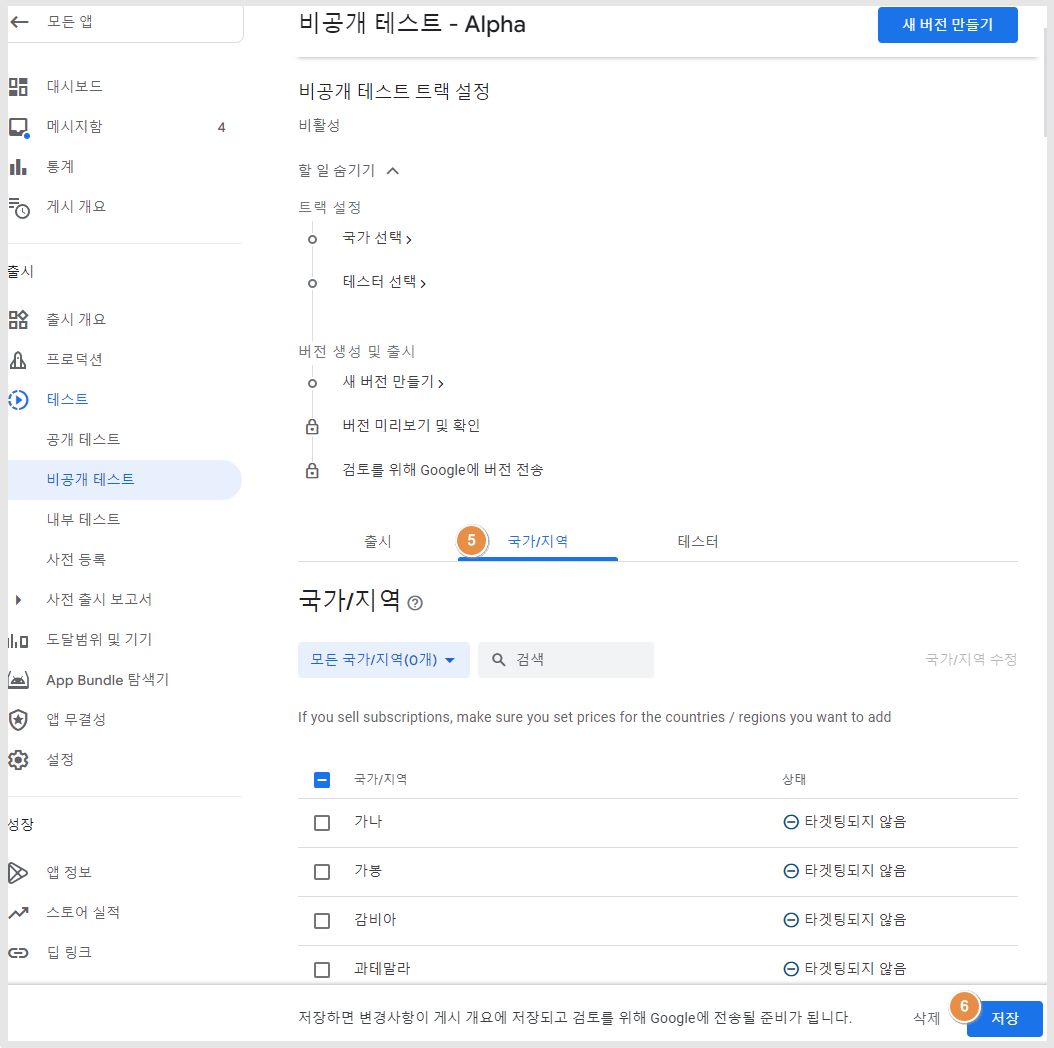 모든 앱
비공개 테스트 - Alpha
새 버전 만들기
대시보드
메시지함 4
통계
게시 개요
출시
출시 개요
프로덕션
테스트
공개 테스트
비공개 테스트
내부 테스트
사전 등록
사전 출시 보고서
도달범위 및 기기
App Bundle 탐색기
앱 무결성
설정
성장
앱 정보
스토어 실적
딥 링크
비공개 테스트 트랙 설정
비활성
할 일 숨기기
트랙 설정
국가 선택
테스터 선택
버전 생성 및 출시
새 버전 만들기
버전 미리보기 및 확인
검토를 위해 Google에 버전 전송
출시 5 국가/지역 테스터
국가/지역
모든 국가/지역(0개) 검색 국가/지역 수정
If you sell subscriptions, make sure you set prices for the countries / regions you want to add
국가/지역 상태
가나 타겟팅되지 않음
가봉 타겟팅되지 않음
감비아 타겟팅되지 않음
과테말라 타겟팅되지 않음
저장하면 변경사항이 게시 개요에 저장되고 검토를 위해 Google에 전송될 준비가 됩니다. 삭제 6 저장